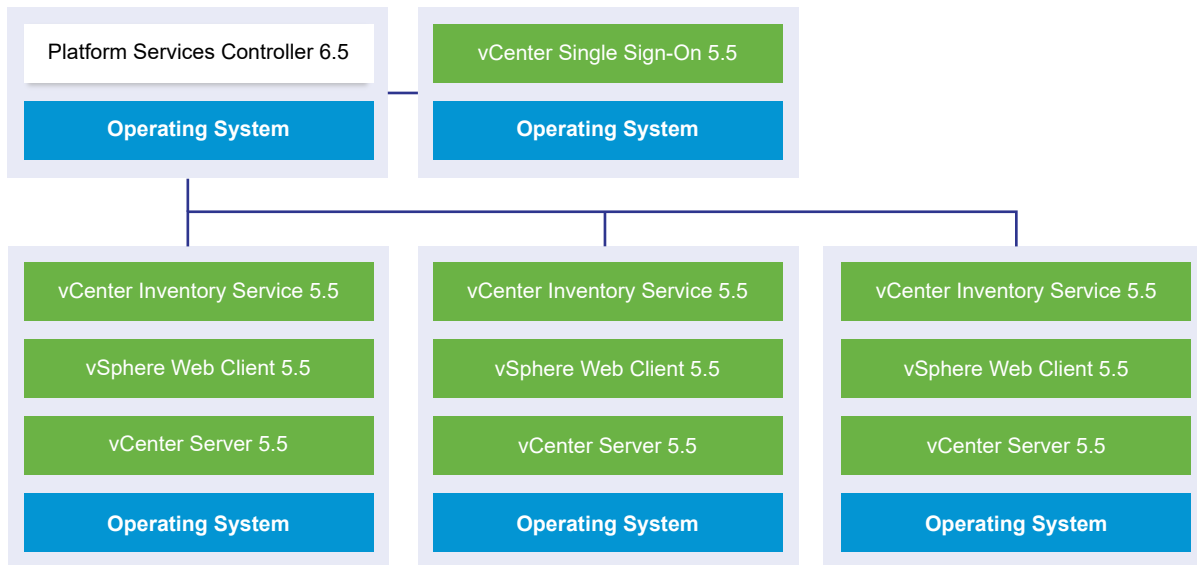 Platform Services Controller 6.5
Operating System
vCenter Single Sign-On 5.5
Operating System
vCenter Inventory Service 5.5
vSphere Web Client 5.5
vCenter Server 5.5
Operating System
vCenter Inventory Service 5.5
vSphere Web Client 5.5
vCenter Server 5.5
Operating System
vCenter Inventory Service 5.5
vSphere Web Client 5.5
vCenter Server 5.5
Operating System